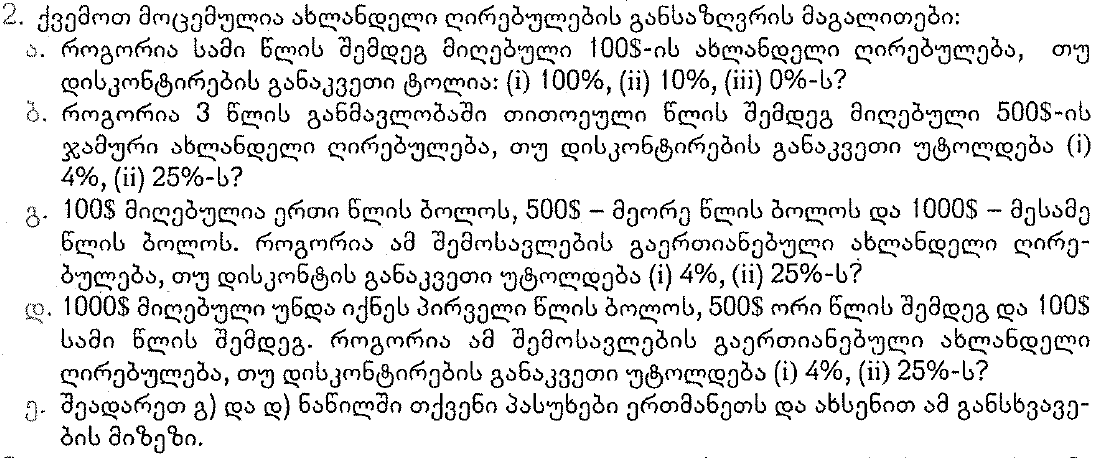 2. ქვემოთ მოცემულია ახლანდელი ღირებულების განსაზღვრის მაგალითები:
ა. როგორია სამი წლის შემდეგ მიღებული 100$-ის ახლანდელი ღირებულება, თუ
დისკონტირების განაკვეთი ტოლია: (i) 100%, (ii) 10%, (iii) 0%-ს?
ბ. როგორია 3 წლის განმავლობაში თითოეული წლის შემდეგ მიღებული 500$-ის
ჯამური ახლანდელი ღირებულება, თუ დისკონტირების განაკვეთი უტოლდება (i)
4%, (ii) 25%-ს?
გ. 100$ მიღებულია ერთი წლის ბოლოს, 500$ – მეორე წლის ბოლოს და 1000$ – მესამე
წლის ბოლოს. როგორია ამ შემოსავლების გაერთიანებული ახლანდელი ღირე-
ბულება, თუ დისკონტის განაკვეთი უტოლდება (i) 4%, (ii) 25%-ს?
დ. 1000$ მიღებული უნდა იქნეს პირველი წლის ბოლოს, 500$ ორი წლის შემდეგ და 100$
სამი წლის შემდეგ. როგორია ამ შემოსავლების გაერთიანებული ახლანდელი
ღირებულება, თუ დისკონტირების განაკვეთი უტოლდება (i) 4%, (ii) 25%-ს?
ე. შეადარეთ გ) და დ) ნაწილში თქვენი პასუხები ერთმანეთს და ახსენით ამ განსხვავე-
ბის მიზეზი.